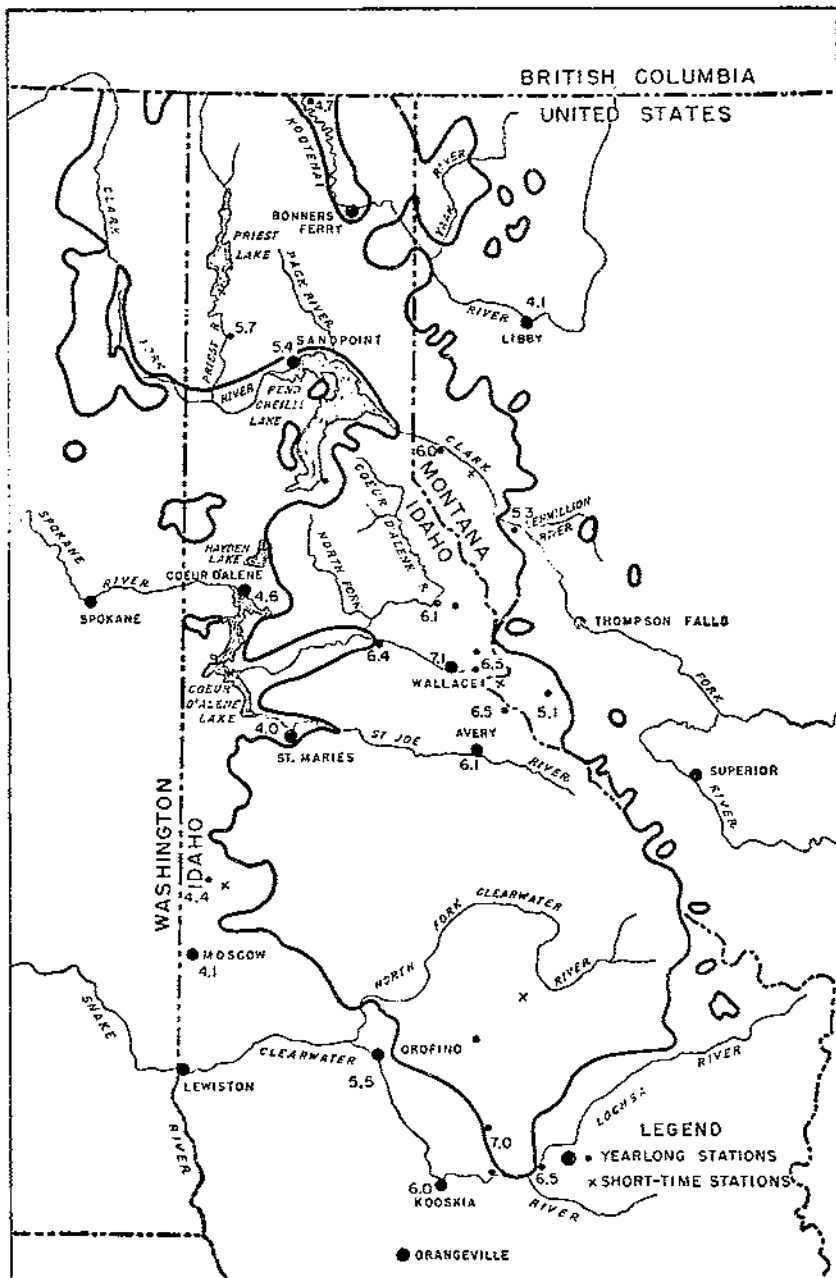 BRITISH COLUMBIA
UNITED STATES
4.7
KOOTENAI
YAAK
RIVER
CLARK
BONNERS
FERRY
PRIEST
LAKE
PACK RIVER
RIVER
4.1
LIBBY
5.7
PRIEST R.
5.4
SANDPOINT
RIVER
PEND
OREILLE
LAKE
6.0
CLARK
MONTANA
IDAHO
5.3
VERMILLION
RIVER
COEUR
D'ALENE
NORTH
FORK
SPOKANE
RIVER
HAYDEN
LAKE
COEUR D'ALENE
4.6
SPOKANE
6.1
THOMPSON FALLS
6.4
7.1
6.5
WALLACE
COEUR
D'ALENE
LAKE
6.5
5.1
FORK
4.0
ST. MARIES
ST JOE
AVERY
6.1
RIVER
SUPERIOR
RIVER
WASHINGTON
IDAHO
4.4
MOSCOW
4.1
NORTH
FORK
CLEARWATER
RIVER
SNAKE
CLEARWATER
OROFINO
5.5
LEWISTON
RIVER
LOCHSA
RIVER
7.0
LEGEND
YEARLONG STATIONS
× SHORT-TIME STATIONS
6.5
6.0
KOOSKIA
RIVER
ORANGEVILLE